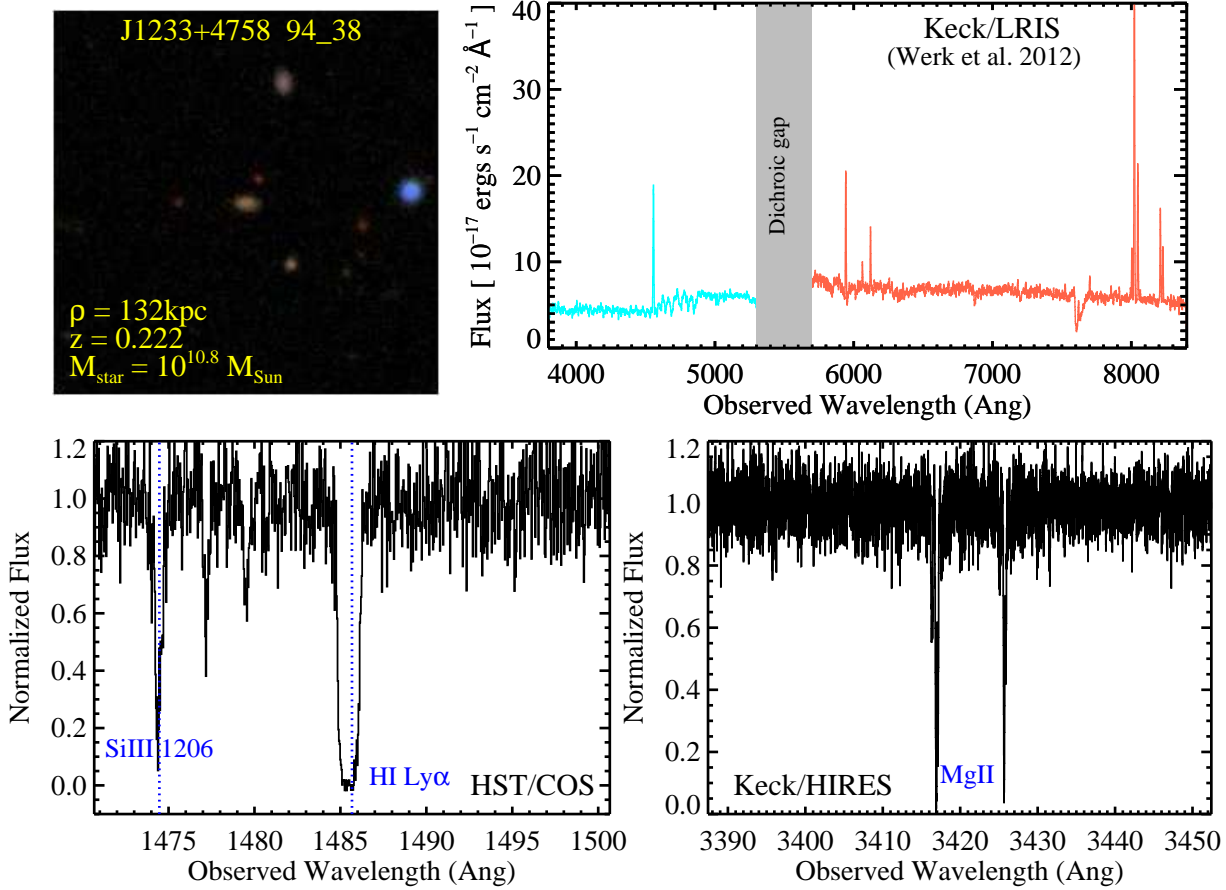 J1233+4758 94_38
ρ = 132kpc
z = 0.222
M_star = 10^10.8 M_Sun
Keck/LRIS
(Werk et al. 2012)
Dichroic gap
Flux [ 10^−17 ergs s^−1 cm^−2 Å^−1 ]
40
30
20
10
0
4000 5000 6000 7000 8000
Observed Wavelength (Ang)
Normalized Flux
1.2
1.0
0.8
0.6
0.4
0.2
0.0
SiIII 1206
HI Lyα
HST/COS
1475 1480 1485 1490 1495 1500
Observed Wavelength (Ang)
Normalized Flux
1.2
1.0
0.8
0.6
0.4
0.2
0.0
Keck/HIRES
MgII
3390 3400 3410 3420 3430 3440 3450
Observed Wavelength (Ang)